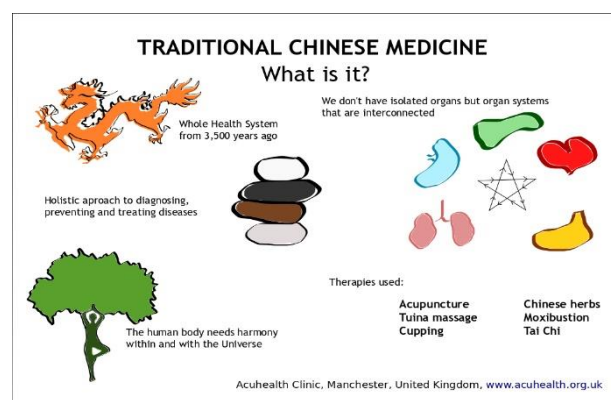 TRADITIONAL CHINESE MEDICINE
What is it?
Whole Health System
from 3,500 years ago
We don't have isolated organs but organ systems
that are interconnected
Holistic aproach to diagnosing,
preventing and treating diseases
The human body needs harmony
within and with the Universe
Therapies used:
Acupuncture
Tuina massage
Cupping
Chinese herbs
Moxibustion
Tai Chi
Acuhealth Clinic, Manchester, United Kingdom, www.acuhealth.org.uk